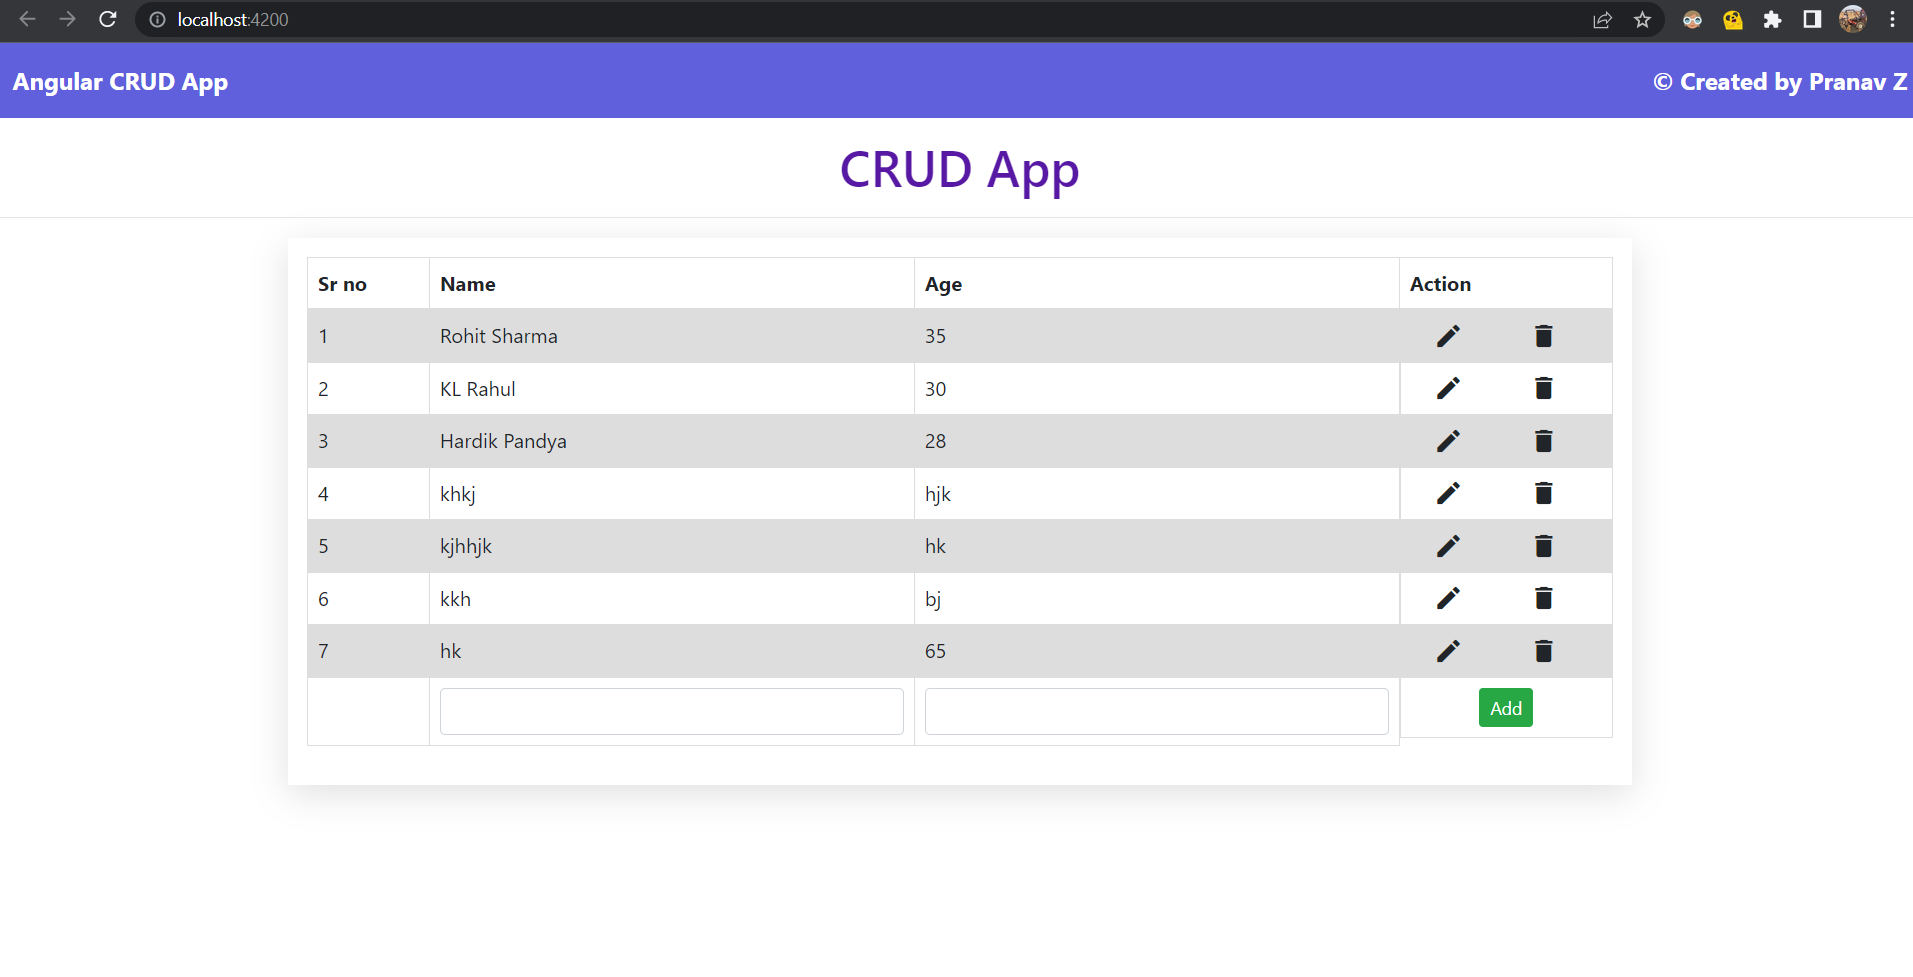 localhost:4200
Angular CRUD App © Created by Pranav Z
CRUD App
Sr no Name Age Action
1 Rohit Sharma 35
2 KL Rahul 30
3 Hardik Pandya 28
4 khkj hjk
5 kjhhjk hk
6 kkh bj
7 hk 65
Add